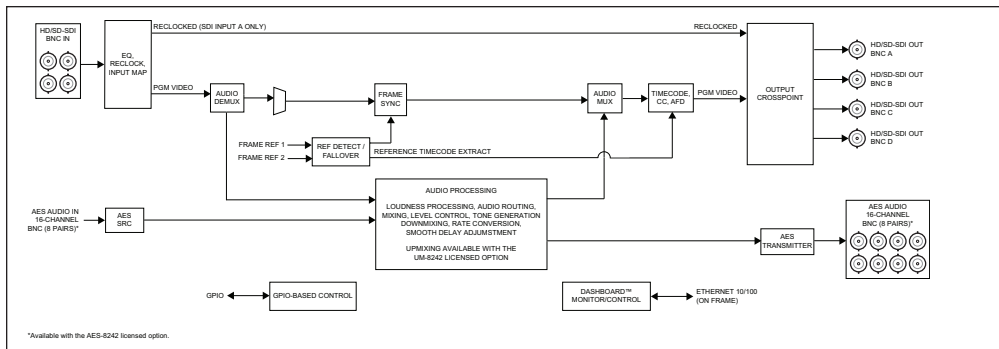 HD/SD-SDI
BNC IN
EQ,
RECLOCK,
INPUT MAP
RECLOCKED (SDI INPUT A ONLY)
RECLOCKED
PGM VIDEO
AUDIO
DEMUX
FRAME
SYNC
AUDIO
MUX
TIMECODE,
CC, AFD
PGM VIDEO
OUTPUT
CROSSPOINT
HD/SD-SDI OUT
BNC A
HD/SD-SDI OUT
BNC B
HD/SD-SDI OUT
BNC C
HD/SD-SDI OUT
BNC D
FRAME REF 1
FRAME REF 2
REF DETECT /
FALLOVER
REFERENCE TIMECODE EXTRACT
AUDIO PROCESSING
LOUDNESS PROCESSING, AUDIO ROUTING,
MIXING, LEVEL CONTROL, TONE GENERATION
DOWNMIXING, RATE CONVERSION,
SMOOTH DELAY ADJUMSTMENT
UPMIXING AVAILABLE WITH THE
UM-8242 LICENSED OPTION
AES AUDIO IN
16-CHANNEL
BNC (8 PAIRS)*
AES
SRC
AES
TRANSMITTER
AES AUDIO
16-CHANNEL
BNC (8 PAIRS)*
GPIO
GPIO-BASED CONTROL
DASHBOARD™
MONITOR/CONTROL
ETHERNET 10/100
(ON FRAME)
*Available with the AES-8242 licensed option.